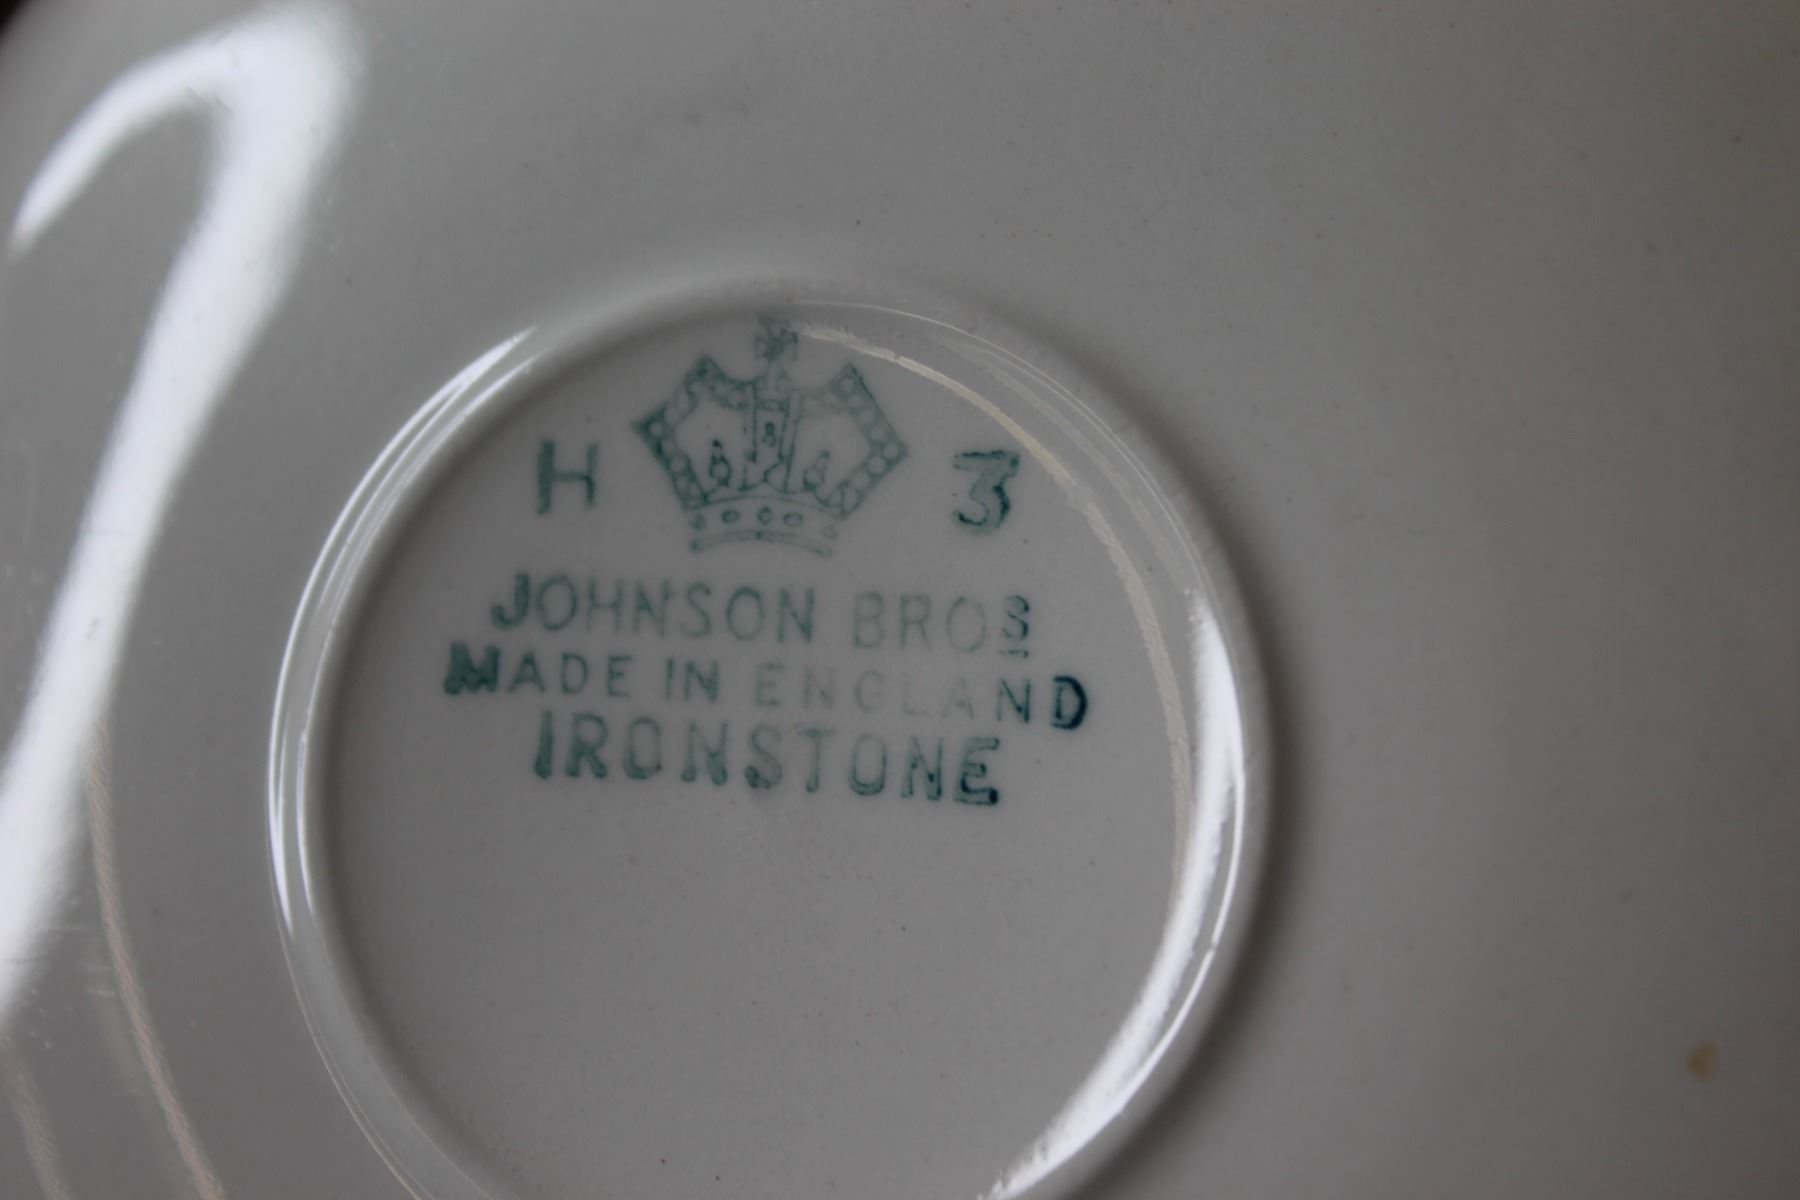 H 3
JOHNSON BROS
MADE IN ENGLAND
IRONSTONE